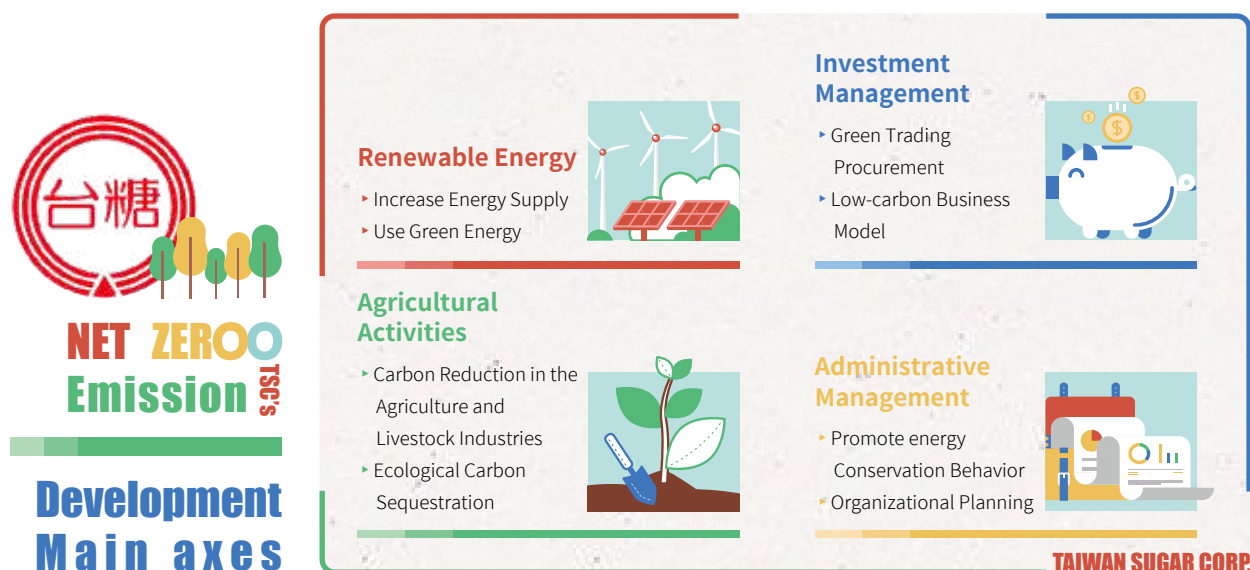 台糖
NET ZEROO
Emission
TSC's
Development
Main axes
Renewable Energy
Increase Energy Supply
Use Green Energy
Investment
Management
Green Trading
Procurement
Low-carbon Business
Model
Agricultural
Activities
Carbon Reduction in the
Agriculture and
Livestock Industries
Ecological Carbon
Sequestration
Administrative
Management
Promote energy
Conservation Behavior
Organizational Planning
TAIWAN SUGAR CORP.